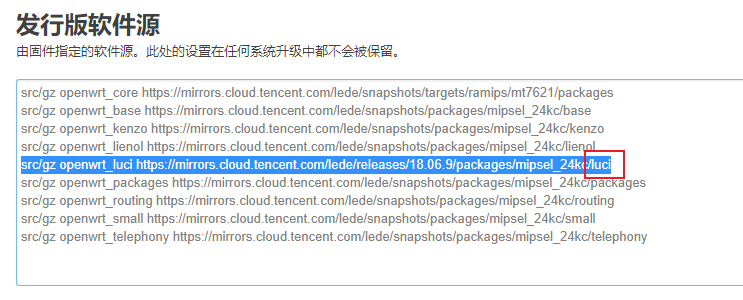 发行版软件源
由固件指定的软件源。此处的设置在任何系统升级中都不会被保留。
src/gz openwrt_core https://mirrors.cloud.tencent.com/lede/snapshots/targets/ramips/mt7621/packages
src/gz openwrt_base https://mirrors.cloud.tencent.com/lede/snapshots/packages/mipsel_24kc/base
src/gz openwrt_kenzo https://mirrors.cloud.tencent.com/lede/snapshots/packages/mipsel_24kc/kenzo
src/gz openwrt_lienol https://mirrors.cloud.tencent.com/lede/snapshots/packages/mipsel_24kc/lienol
src/gz openwrt_luci https://mirrors.cloud.tencent.com/lede/releases/18.06.9/packages/mipsel_24kc/luci
src/gz openwrt_packages https://mirrors.cloud.tencent.com/lede/snapshots/packages/mipsel_24kc/packages
src/gz openwrt_routing https://mirrors.cloud.tencent.com/lede/snapshots/packages/mipsel_24kc/routing
src/gz openwrt_small https://mirrors.cloud.tencent.com/lede/snapshots/packages/mipsel_24kc/small
src/gz openwrt_telephony https://mirrors.cloud.tencent.com/lede/snapshots/packages/mipsel_24kc/telephony